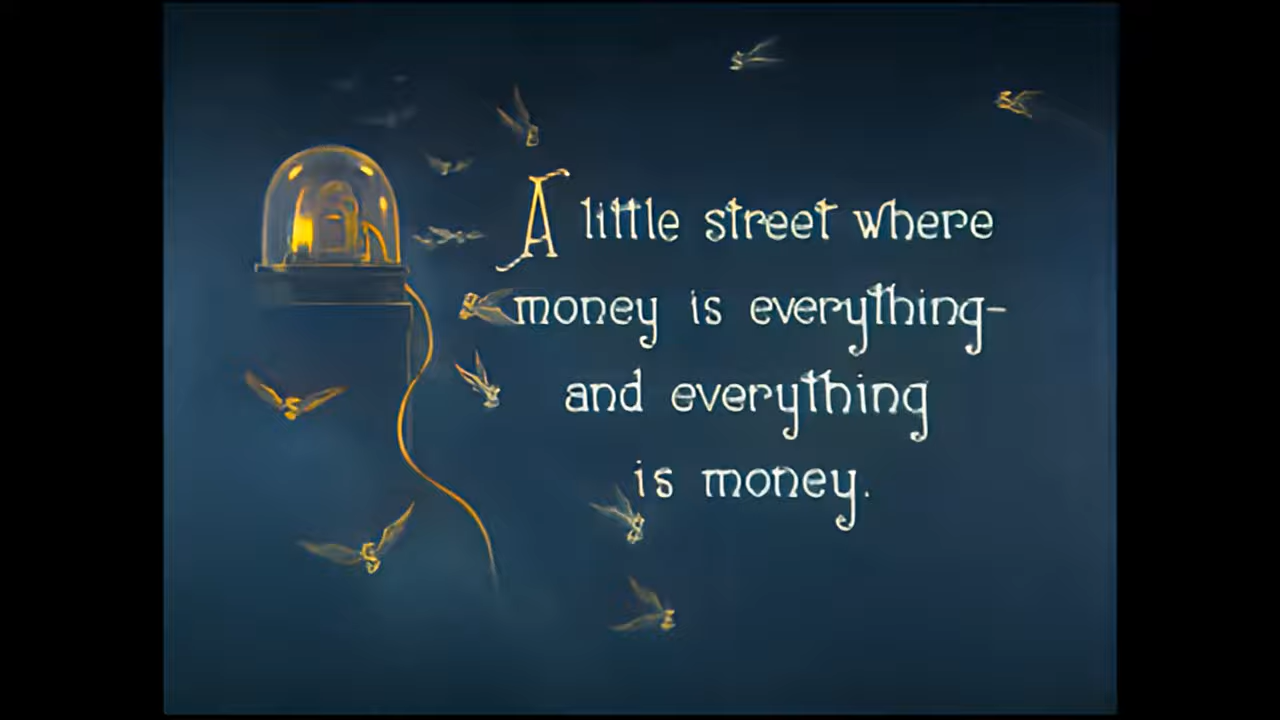 A little street where
money is everything-
and everything
is money.